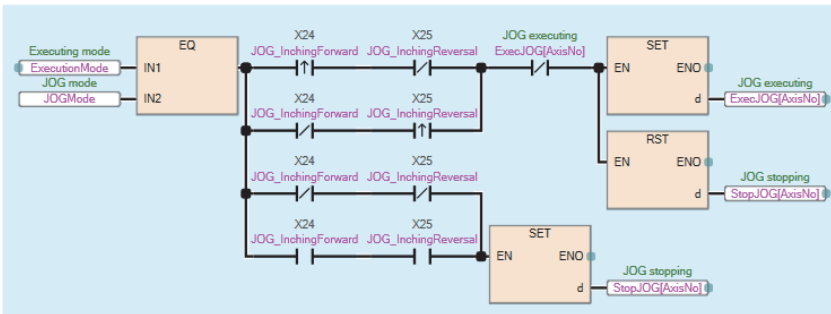 EQ
Executing mode
ExecutionMode
IN1
JOG mode
JOGMode
IN2
X24
JOG_InchingForward
X25
JOG_InchingReversal
JOG executing
ExecJOG[AxisNo]
SET
EN
ENO
d
JOG executing
ExecJOG[AxisNo]
X24
JOG_InchingForward
X25
JOG_InchingReversal
RST
EN
ENO
d
JOG stopping
StopJOG[AxisNo]
X24
JOG_InchingForward
X25
JOG_InchingReversal
X24
JOG_InchingForward
X25
JOG_InchingReversal
SET
EN
ENO
d
JOG stopping
StopJOG[AxisNo]